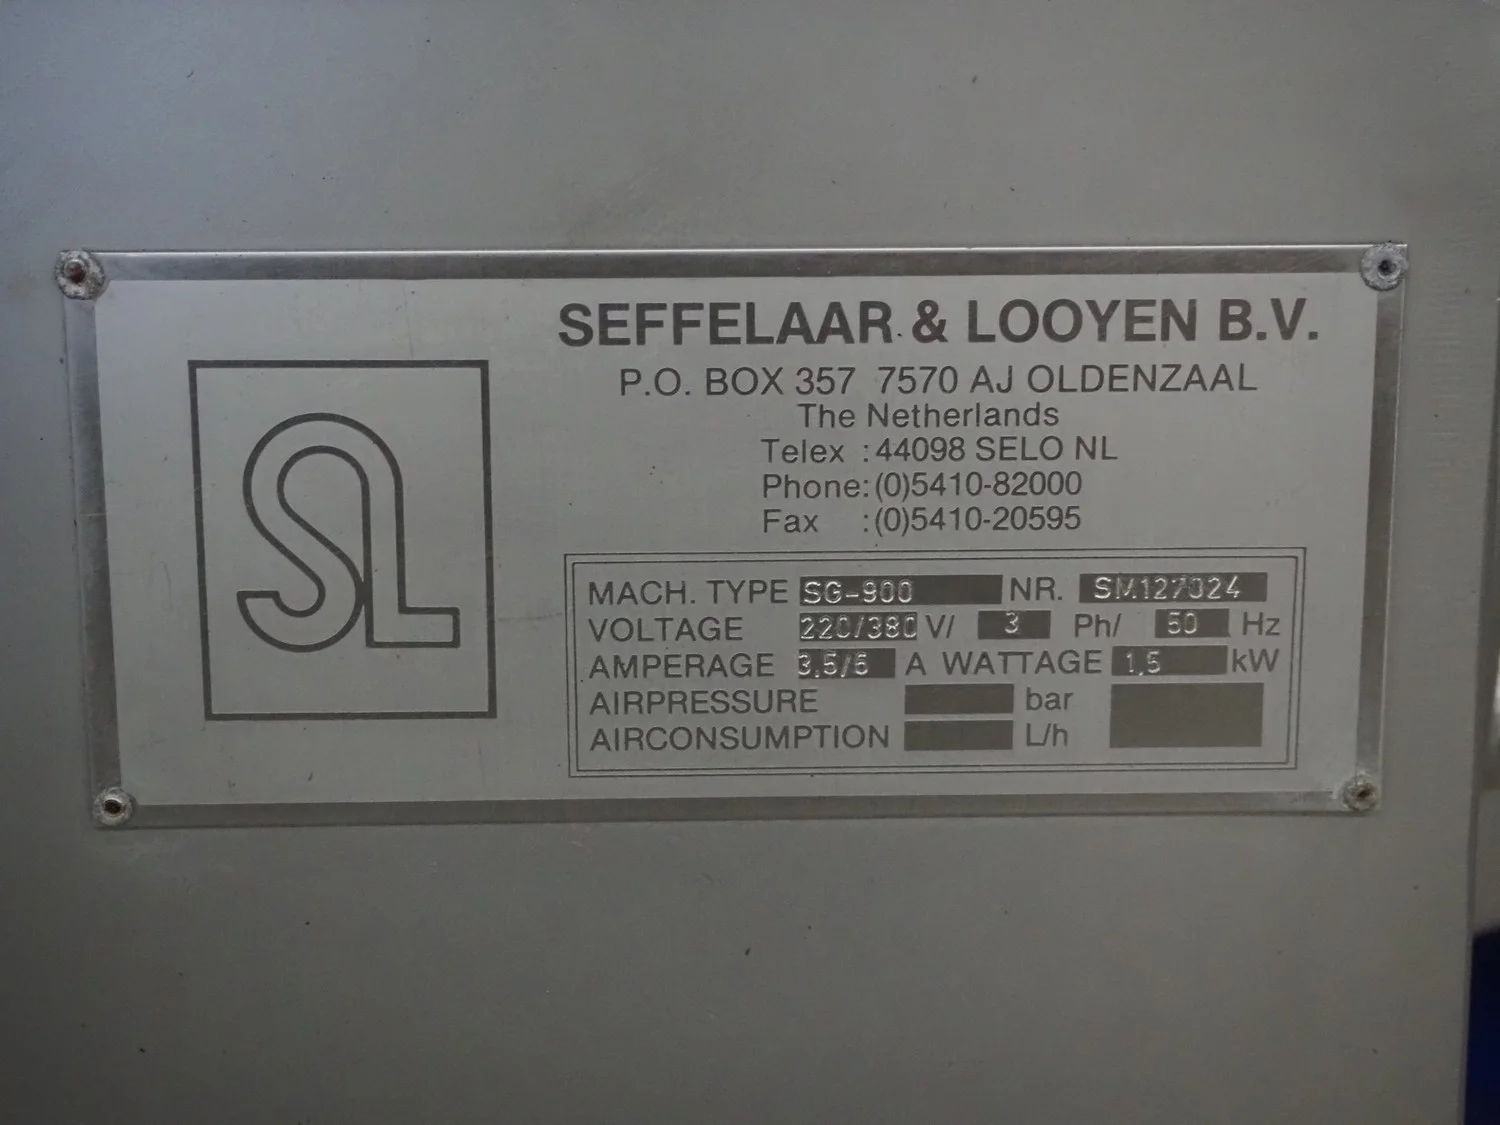 SEFFELAAR & LOOYEN B.V.
P.O. BOX 357 7570 AJ OLDENZAAL
The Netherlands
Telex : 44098 SELO NL
Phone: (0)5410-82000
Fax : (0)5410-20595
SL
MACH. TYPE SG-900 NR. SM127024
VOLTAGE 220/380 V/ 3 Ph/ 50 Hz
AMPERAGE 3,5/6 A WATTAGE 1,5 kW
AIRPRESSURE bar
AIRCONSUMPTION L/h